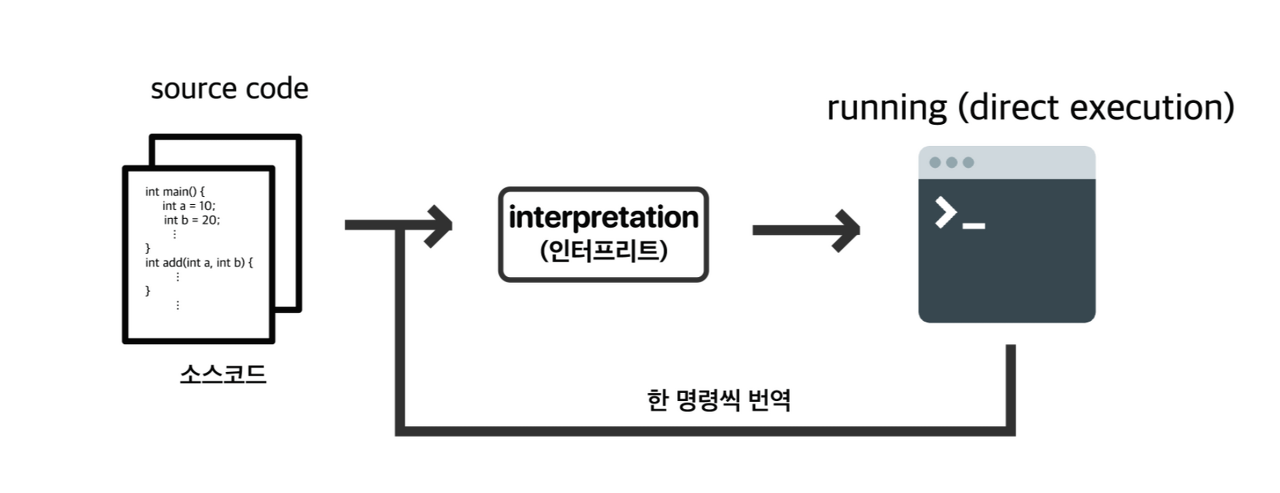 source code
int main() {
int a = 10;
int b = 20;
⋮
}
int add(int a, int b) {
⋮
}
⋮
소스코드
interpretation
(인터프리트)
running (direct execution)
한 명령씩 번역